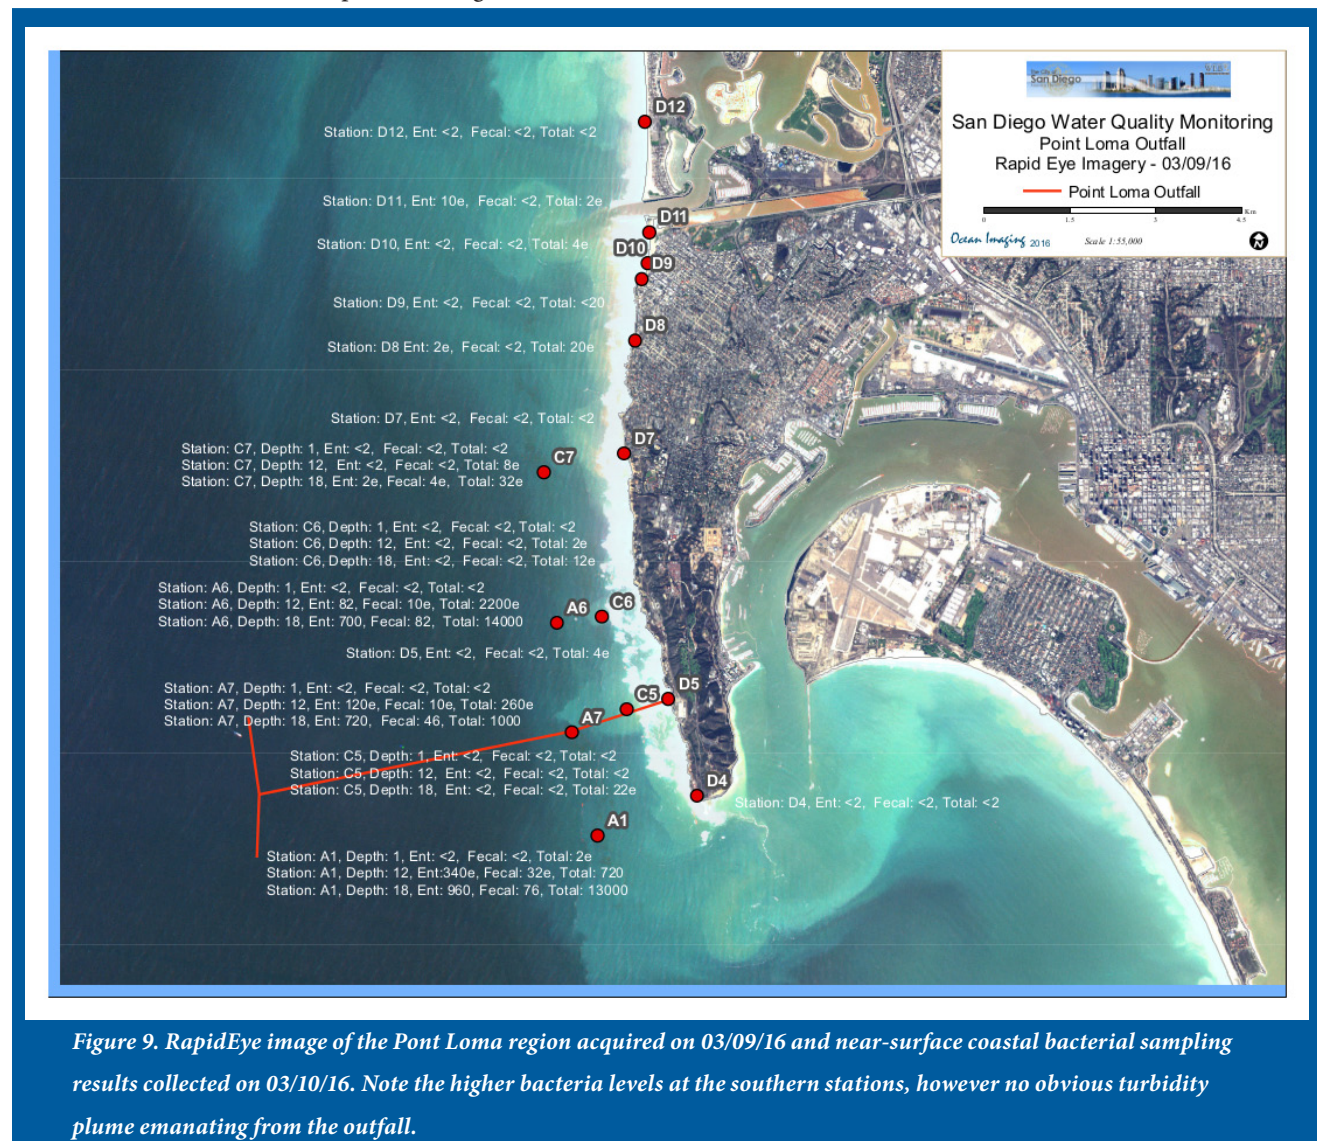 D12
Station: D12, Ent: <2, Fecal: <2, Total: <2
San Diego
San Diego Water Quality Monitoring
Point Loma Outfall
Rapid Eye Imagery - 03/09/16
Point Loma Outfall
Km
0 1.5 3 4.5
Ocean Imaging 2016 Scale 1:55,000
Station: D11, Ent: 10e, Fecal: <2, Total: 2e
D11
Station: D10, Ent: <2, Fecal: <2, Total: 4e
D10
D9
Station: D9, Ent: <2, Fecal: <2, Total: <20
D8
Station: D8 Ent: 2e, Fecal: <2, Total: 20e
Station: D7, Ent: <2, Fecal: <2, Total: <2
D7
Station: C7, Depth: 1, Ent: <2, Fecal: <2, Total: <2
Station: C7, Depth: 12, Ent: <2, Fecal: <2, Total: 8e
Station: C7, Depth: 18, Ent: 2e, Fecal: 4e, Total: 32e
C7
Station: C6, Depth: 1, Ent: <2, Fecal: <2, Total: <2
Station: C6, Depth: 12, Ent: <2, Fecal: <2, Total: 2e
Station: C6, Depth: 18, Ent: <2, Fecal: <2, Total: 12e
Station: A6, Depth: 1, Ent: <2, Fecal: <2, Total: <2
Station: A6, Depth: 12, Ent: 82, Fecal: 10e, Total: 2200e
Station: A6, Depth: 18, Ent: 700, Fecal: 82, Total: 14000
A6
C6
Station: D5, Ent: <2, Fecal: <2, Total: 4e
D5
Station: A7, Depth: 1, Ent: <2, Fecal: <2, Total: <2
Station: A7, Depth: 12, Ent: 120e, Fecal: 10e, Total: 260e
Station: A7, Depth: 18, Ent: 720, Fecal: 46, Total: 1000
C5
A7
Station: C5, Depth: 1, Ent: <2, Fecal: <2, Total: <2
Station: C5, Depth: 12, Ent: <2, Fecal: <2, Total: <2
Station: C5, Depth: 18, Ent: <2, Fecal: <2, Total: 22e
D4
Station: D4, Ent: <2, Fecal: <2, Total: <2
A1
Station: A1, Depth: 1, Ent: <2, Fecal: <2, Total: 2e
Station: A1, Depth: 12, Ent:340e, Fecal: 32e, Total: 720
Station: A1, Depth: 18, Ent: 960, Fecal: 76, Total: 13000
Figure 9. RapidEye image of the Pont Loma region acquired on 03/09/16 and near-surface coastal bacterial sampling
results collected on 03/10/16. Note the higher bacteria levels at the southern stations, however no obvious turbidity
plume emanating from the outfall.